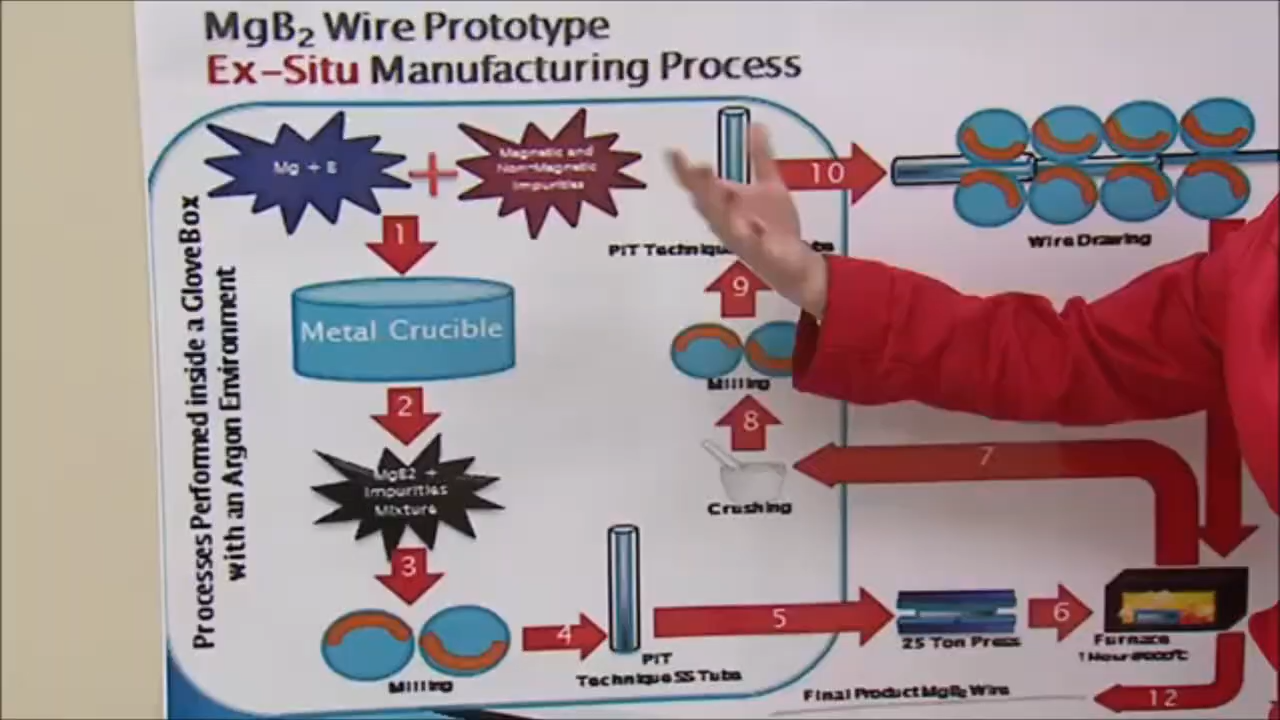 MgB₂ Wire Prototype
Ex-Situ Manufacturing Process
Processes Performed inside a GloveBox
with an Argon Environment
Mg + B
+
Magnetic and
Non-Magnetic
Impurities
1
Metal Crucible
2
MgB2 +
Impurities
Mixture
3
Milling
4
PIT
Technique SS Tubs
5
25 Ton Press
6
Furnace
7
Crushing
8
Milling
9
PIT
10
Wire Drawing
12
Final Product MgB₂ Wire